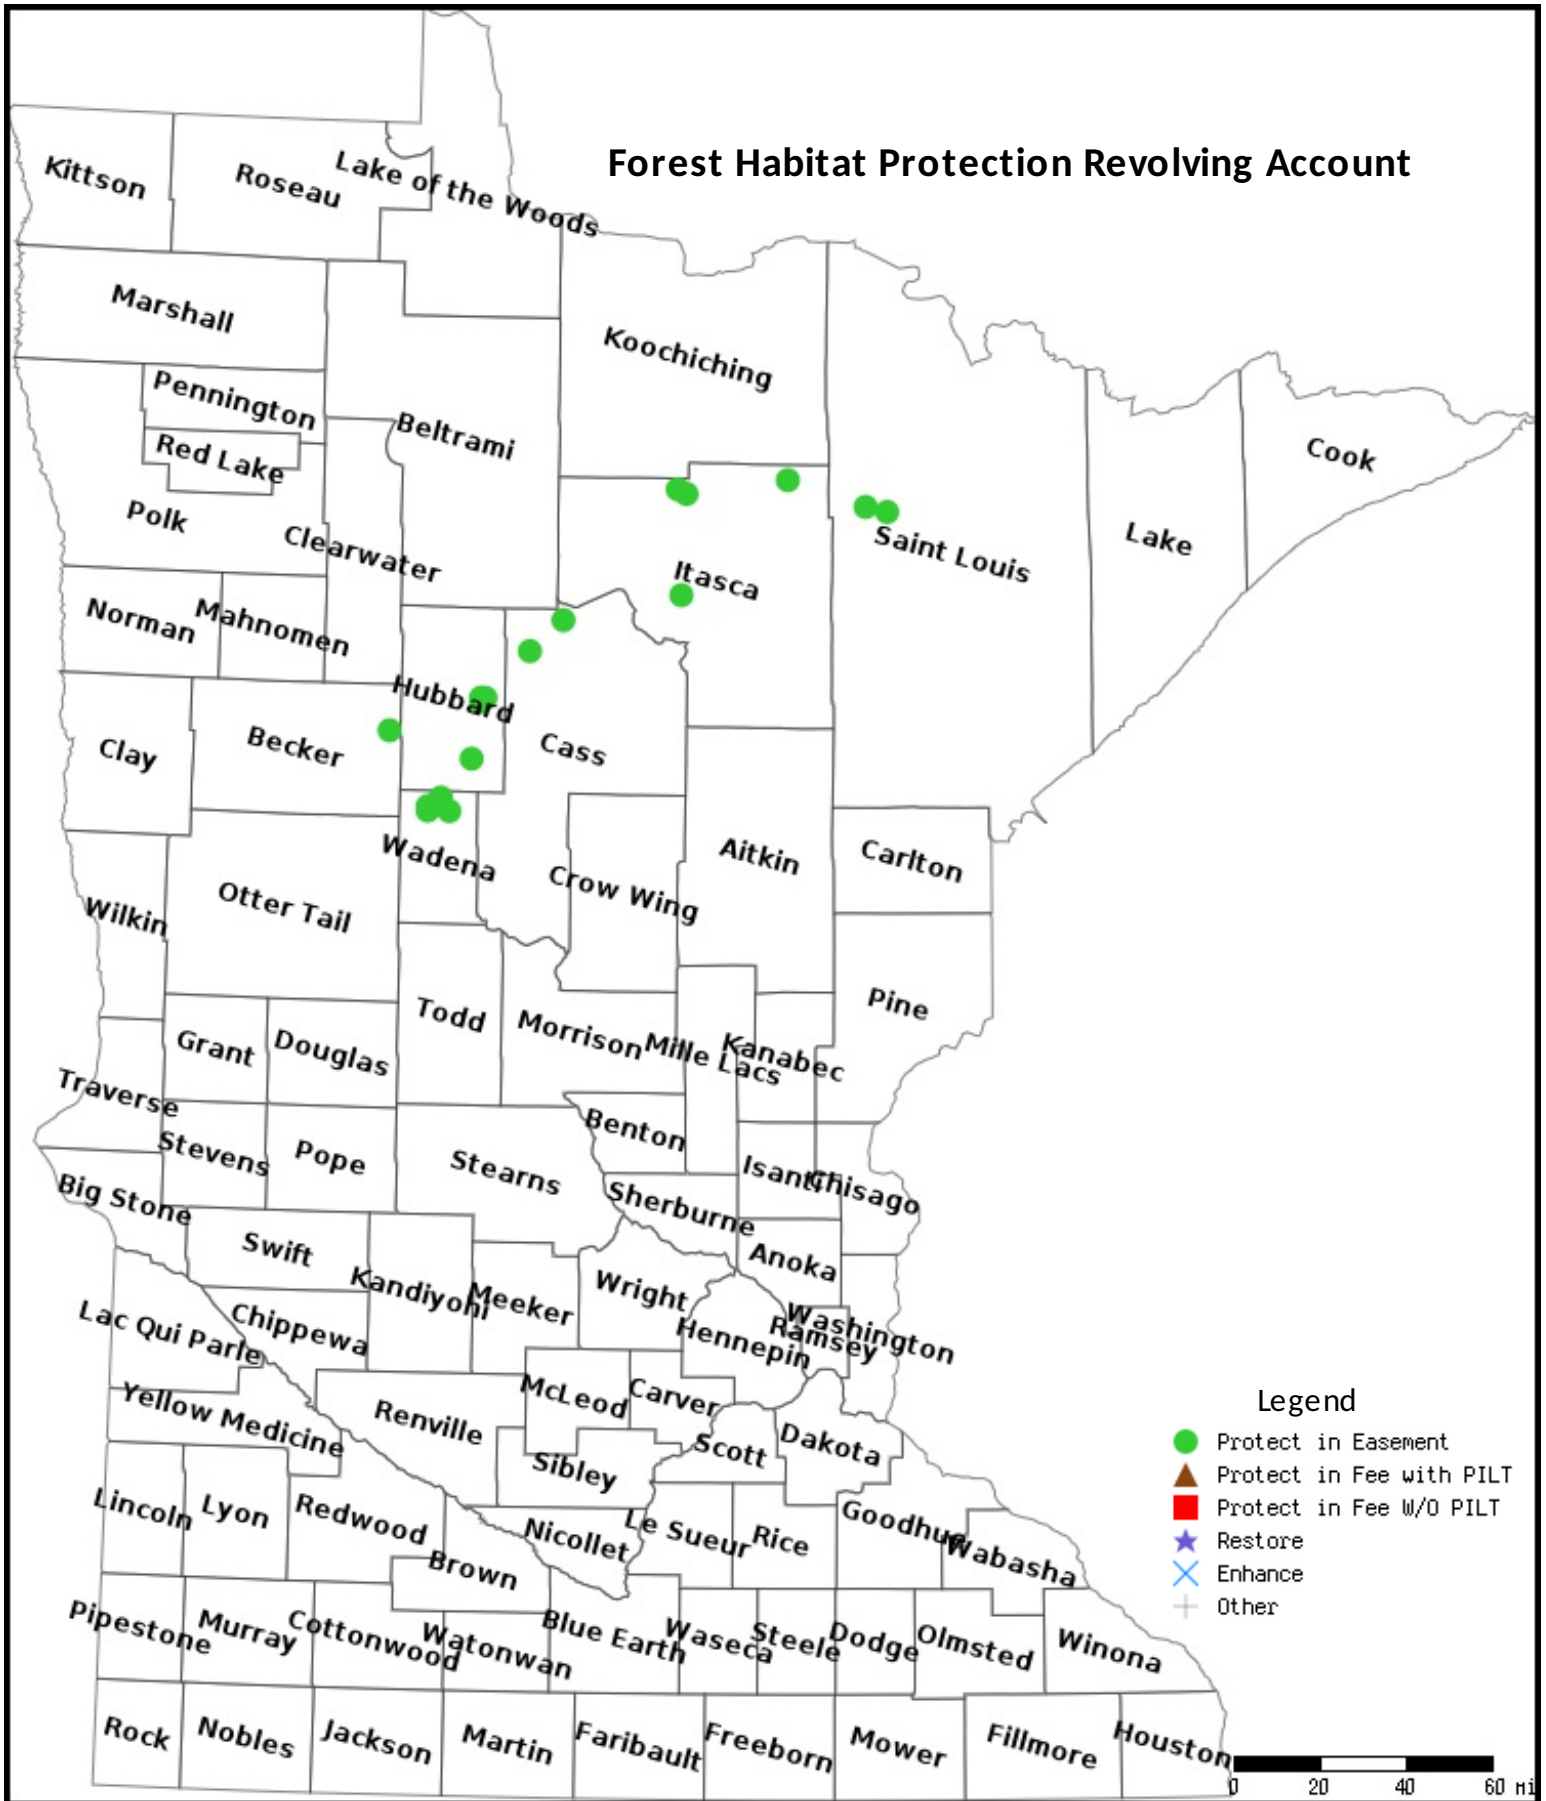 Forest Habitat Protection Revolving Account
Kittson
Roseau
Lake of the Woods
Marshall
Koochiching
Pennington
Beltrami
Red Lake
Cook
Polk
Clearwater
Saint Louis
Lake
Itasca
Norman
Mahnomen
Hubbard
Clay
Becker
Cass
Wadena
Aitkin
Carlton
Crow Wing
Otter Tail
Wilkin
Pine
Todd
Morrison
Mille Lacs
Kanabec
Grant
Douglas
Traverse
Benton
Stevens
Pope
Stearns
Isanti
Chisago
Big Stone
Sherburne
Swift
Anoka
Kandiyohi
Meeker
Wright
Washington
Ramsey
Hennepin
Lac Qui Parle
Chippewa
McLeod
Carver
Yellow Medicine
Renville
Scott
Dakota
Sibley
Lincoln
Lyon
Redwood
Nicollet
Le Sueur
Rice
Goodhue
Wabasha
Brown
Pipestone
Murray
Cottonwood
Watonwan
Blue Earth
Waseca
Steele
Dodge
Olmsted
Winona
Rock
Nobles
Jackson
Martin
Faribault
Freeborn
Mower
Fillmore
Houston
Legend
Protect in Easement
Protect in Fee with PILT
Protect in Fee W/O PILT
Restore
Enhance
Other
0 20 40 60 mi